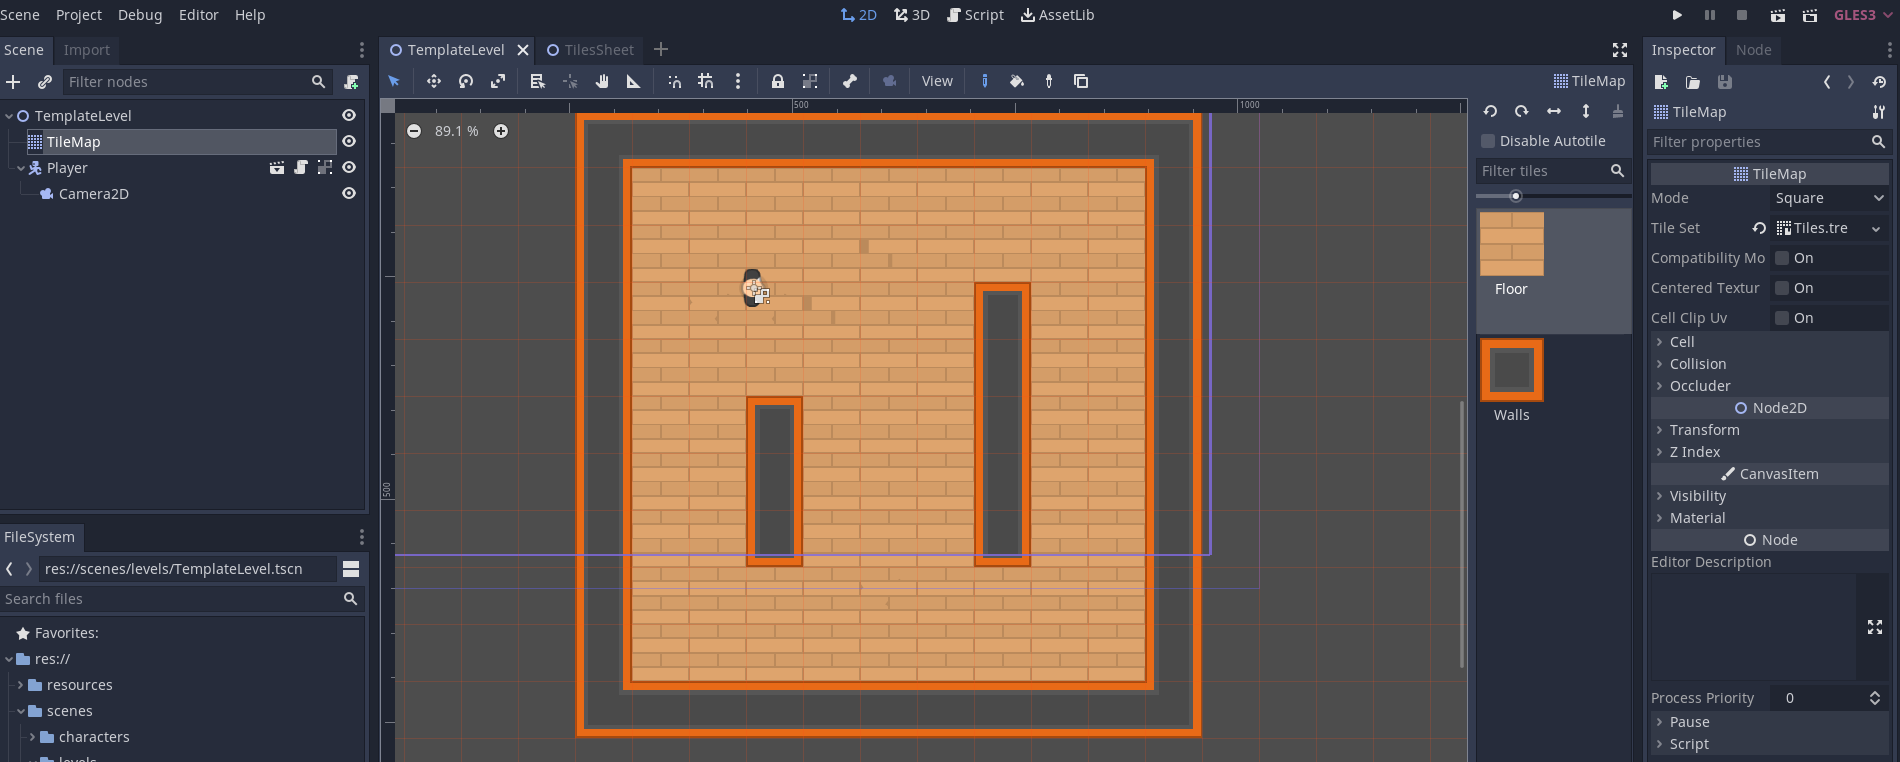 Scene Project Debug Editor Help
2D 3D Script AssetLib
GLES3
Scene Import
Filter nodes
TemplateLevel
TileMap
Player
Camera2D
FileSystem
res://scenes/levels/TemplateLevel.tscn
Search files
Favorites:
res://
resources
scenes
characters
levels
TemplateLevel TilesSheet
View
TileMap
500 1000
89.1 %
500
Disable Autotile
Filter tiles
Floor
Walls
Inspector Node
TileMap
Filter properties
TileMap
Mode Square
Tile Set Tiles.tre
Compatibility Mo On
Centered Textur On
Cell Clip Uv On
Cell
Collision
Occluder
Node2D
Transform
Z Index
CanvasItem
Visibility
Material
Node
Editor Description
Process Priority 0
Pause
Script